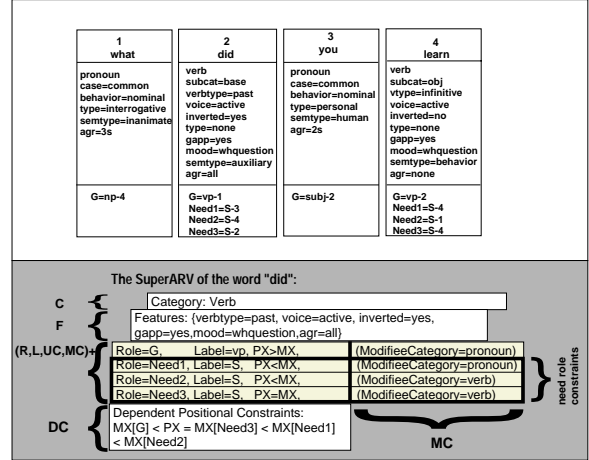 1
what
pronoun
case=common
behavior=nominal
type=interrogative
semtype=inanimate
agr=3s
G=np-4
2
did
verb
subcat=base
verbtype=past
voice=active
inverted=yes
type=none
gapp=yes
mood=whquestion
semtype=auxiliary
agr=all
G=vp-1
Need1=S-3
Need2=S-4
Need3=S-2
3
you
pronoun
case=common
behavior=nominal
type=personal
semtype=human
agr=2s
G=subj-2
4
learn
verb
subcat=obj
vtype=infinitive
voice=active
inverted=no
type=none
gapp=yes
mood=whquestion
semtype=behavior
agr=none
G=vp-2
Need1=S-4
Need2=S-1
Need3=S-4
The SuperARV of the word "did":
C
Category: Verb
F
Features: {verbtype=past, voice=active, inverted=yes,
gapp=yes,mood=whquestion,agr=all}
(R,L,UC,MC)+
Role=G, Label=vp, PX>MX, (ModifieeCategory=pronoun)
Role=Need1, Label=S, PX<MX, (ModifieeCategory=pronoun)
Role=Need2, Label=S, PX<MX, (ModifieeCategory=verb)
Role=Need3, Label=S, PX=MX, (ModifieeCategory=verb)
need role
constraints
DC
Dependent Positional Constraints:
MX[G] < PX = MX[Need3] < MX[Need1]
< MX[Need2]
MC